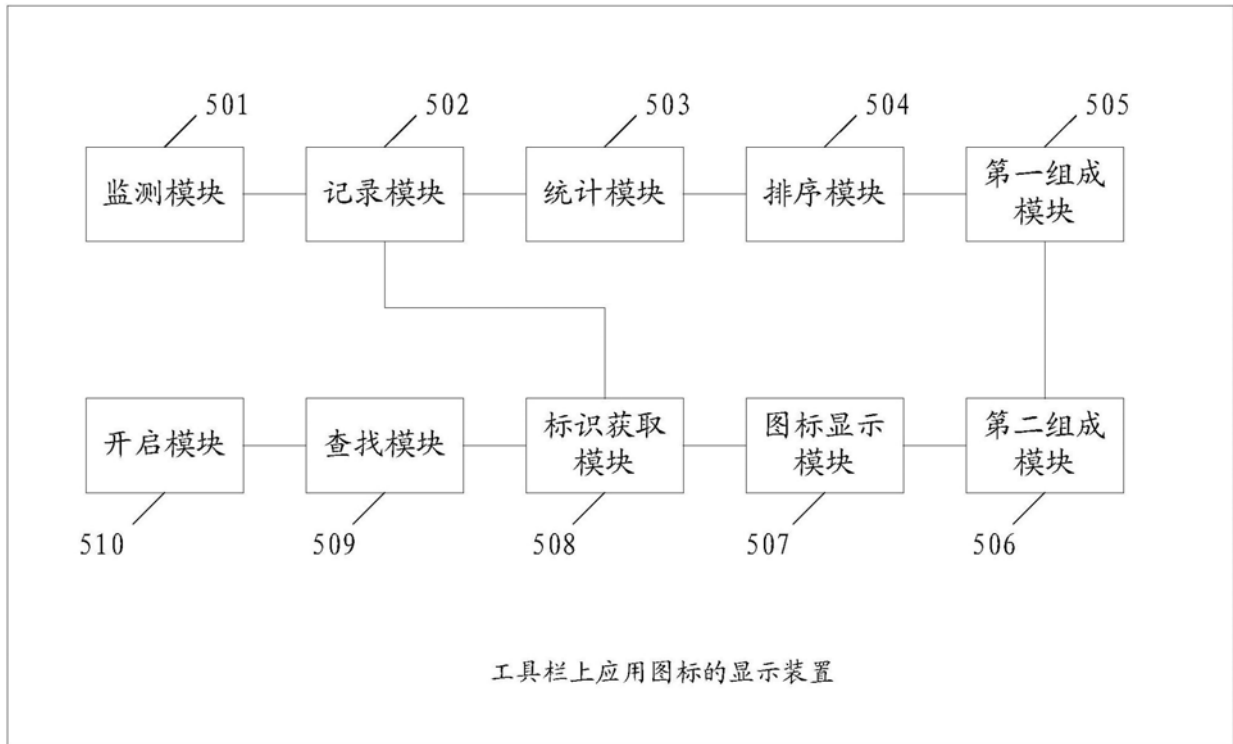 501
502
503
504
505
监测模块
记录模块
统计模块
排序模块
第一组成
模块
开启模块
查找模块
标识获取
模块
图标显示
模块
第二组成
模块
510
509
508
507
506
工具栏上应用图标的显示装置